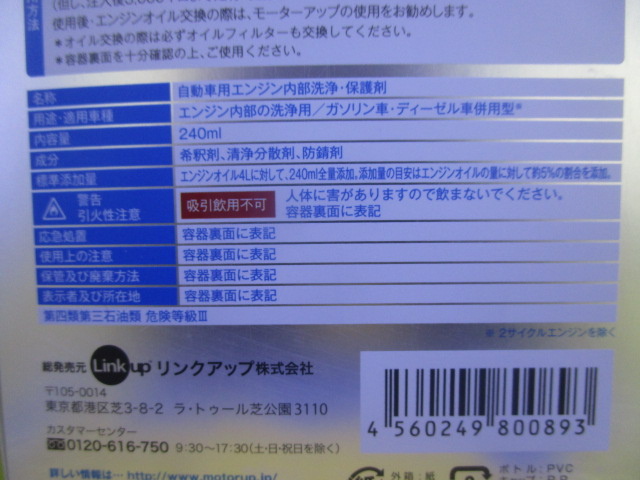 使用後・エンジンオイル交換の際は、モーターアップの使用をお勧めします。
＊オイル交換の際は必ずオイルフィルターも交換してください。
＊容器裏面を十分確認の上、ご使用ください。
方法
名称 自動車用エンジン内部洗浄・保護剤
用途・適用車種 エンジン内部の洗浄用／ガソリン車・ディーゼル車併用型※
内容量 240ml
成分 希釈剤、清浄分散剤、防錆剤
標準添加量 エンジンオイル4Lに対して、240ml全量添加。添加量の目安はエンジンオイルの量に対して約5%の割合を添加。
警告 引火性注意 吸引飲用不可 人体に害がありますので飲まないでください。
容器裏面に表記
応急処置 容器裏面に表記
使用上の注意 容器裏面に表記
保管及び廃棄方法 容器裏面に表記
表示者及び所在地 容器裏面に表記
第四類第三石油類 危険等級Ⅲ
※2サイクルエンジンを除く
総発売元 Link up リンクアップ株式会社
〒105-0014
東京都港区芝3-8-2 ラ・トゥール芝公園3110
カスタマーセンター
0120-616-750 9:30〜17:30(土・日・祝日を除く)
4 560249 800893
詳しい情報は… http://www.motorup.jp/
外箱：紙
ボトル：PVC